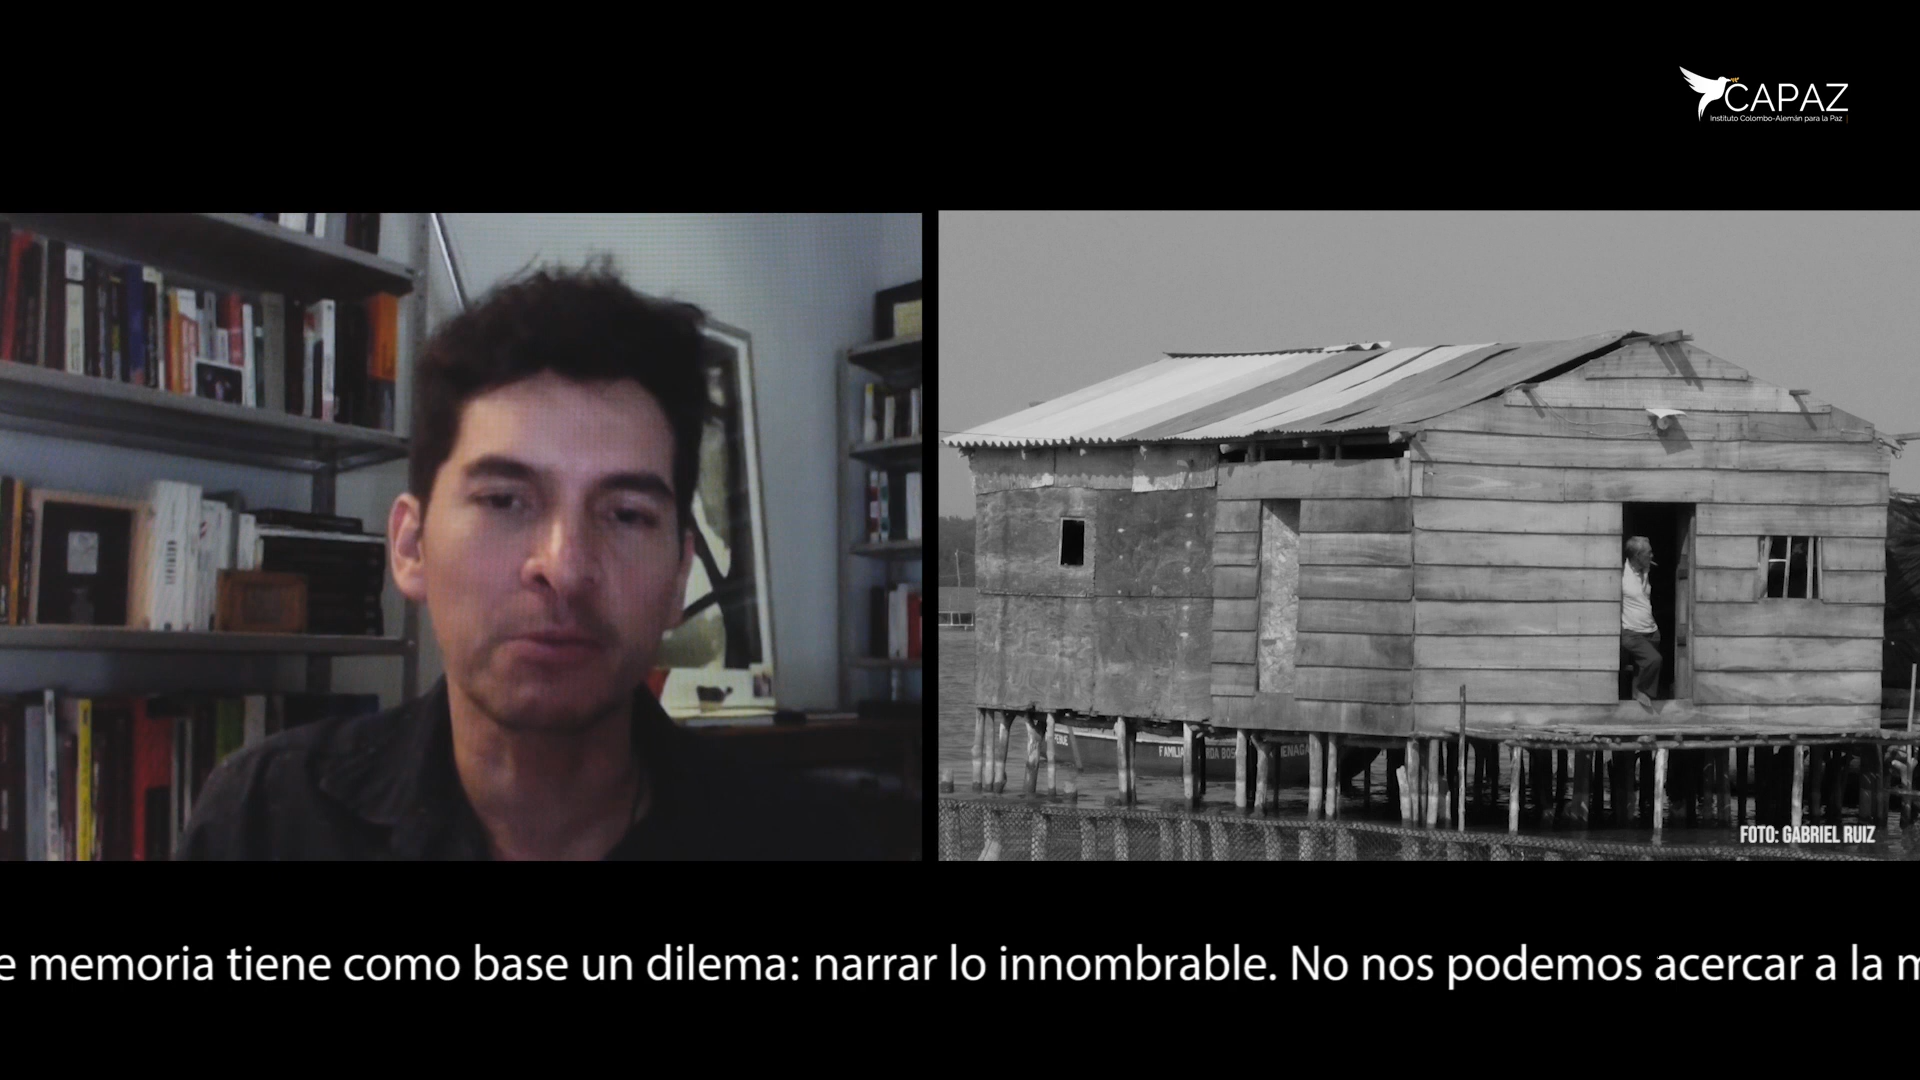 CAPAZ
Instituto Colombo-Alemán para la Paz
FAMILIA
FOTO: GABRIEL RUIZ
e memoria tiene como base un dilema: narrar lo innombrable. No nos podemos acercar a la m